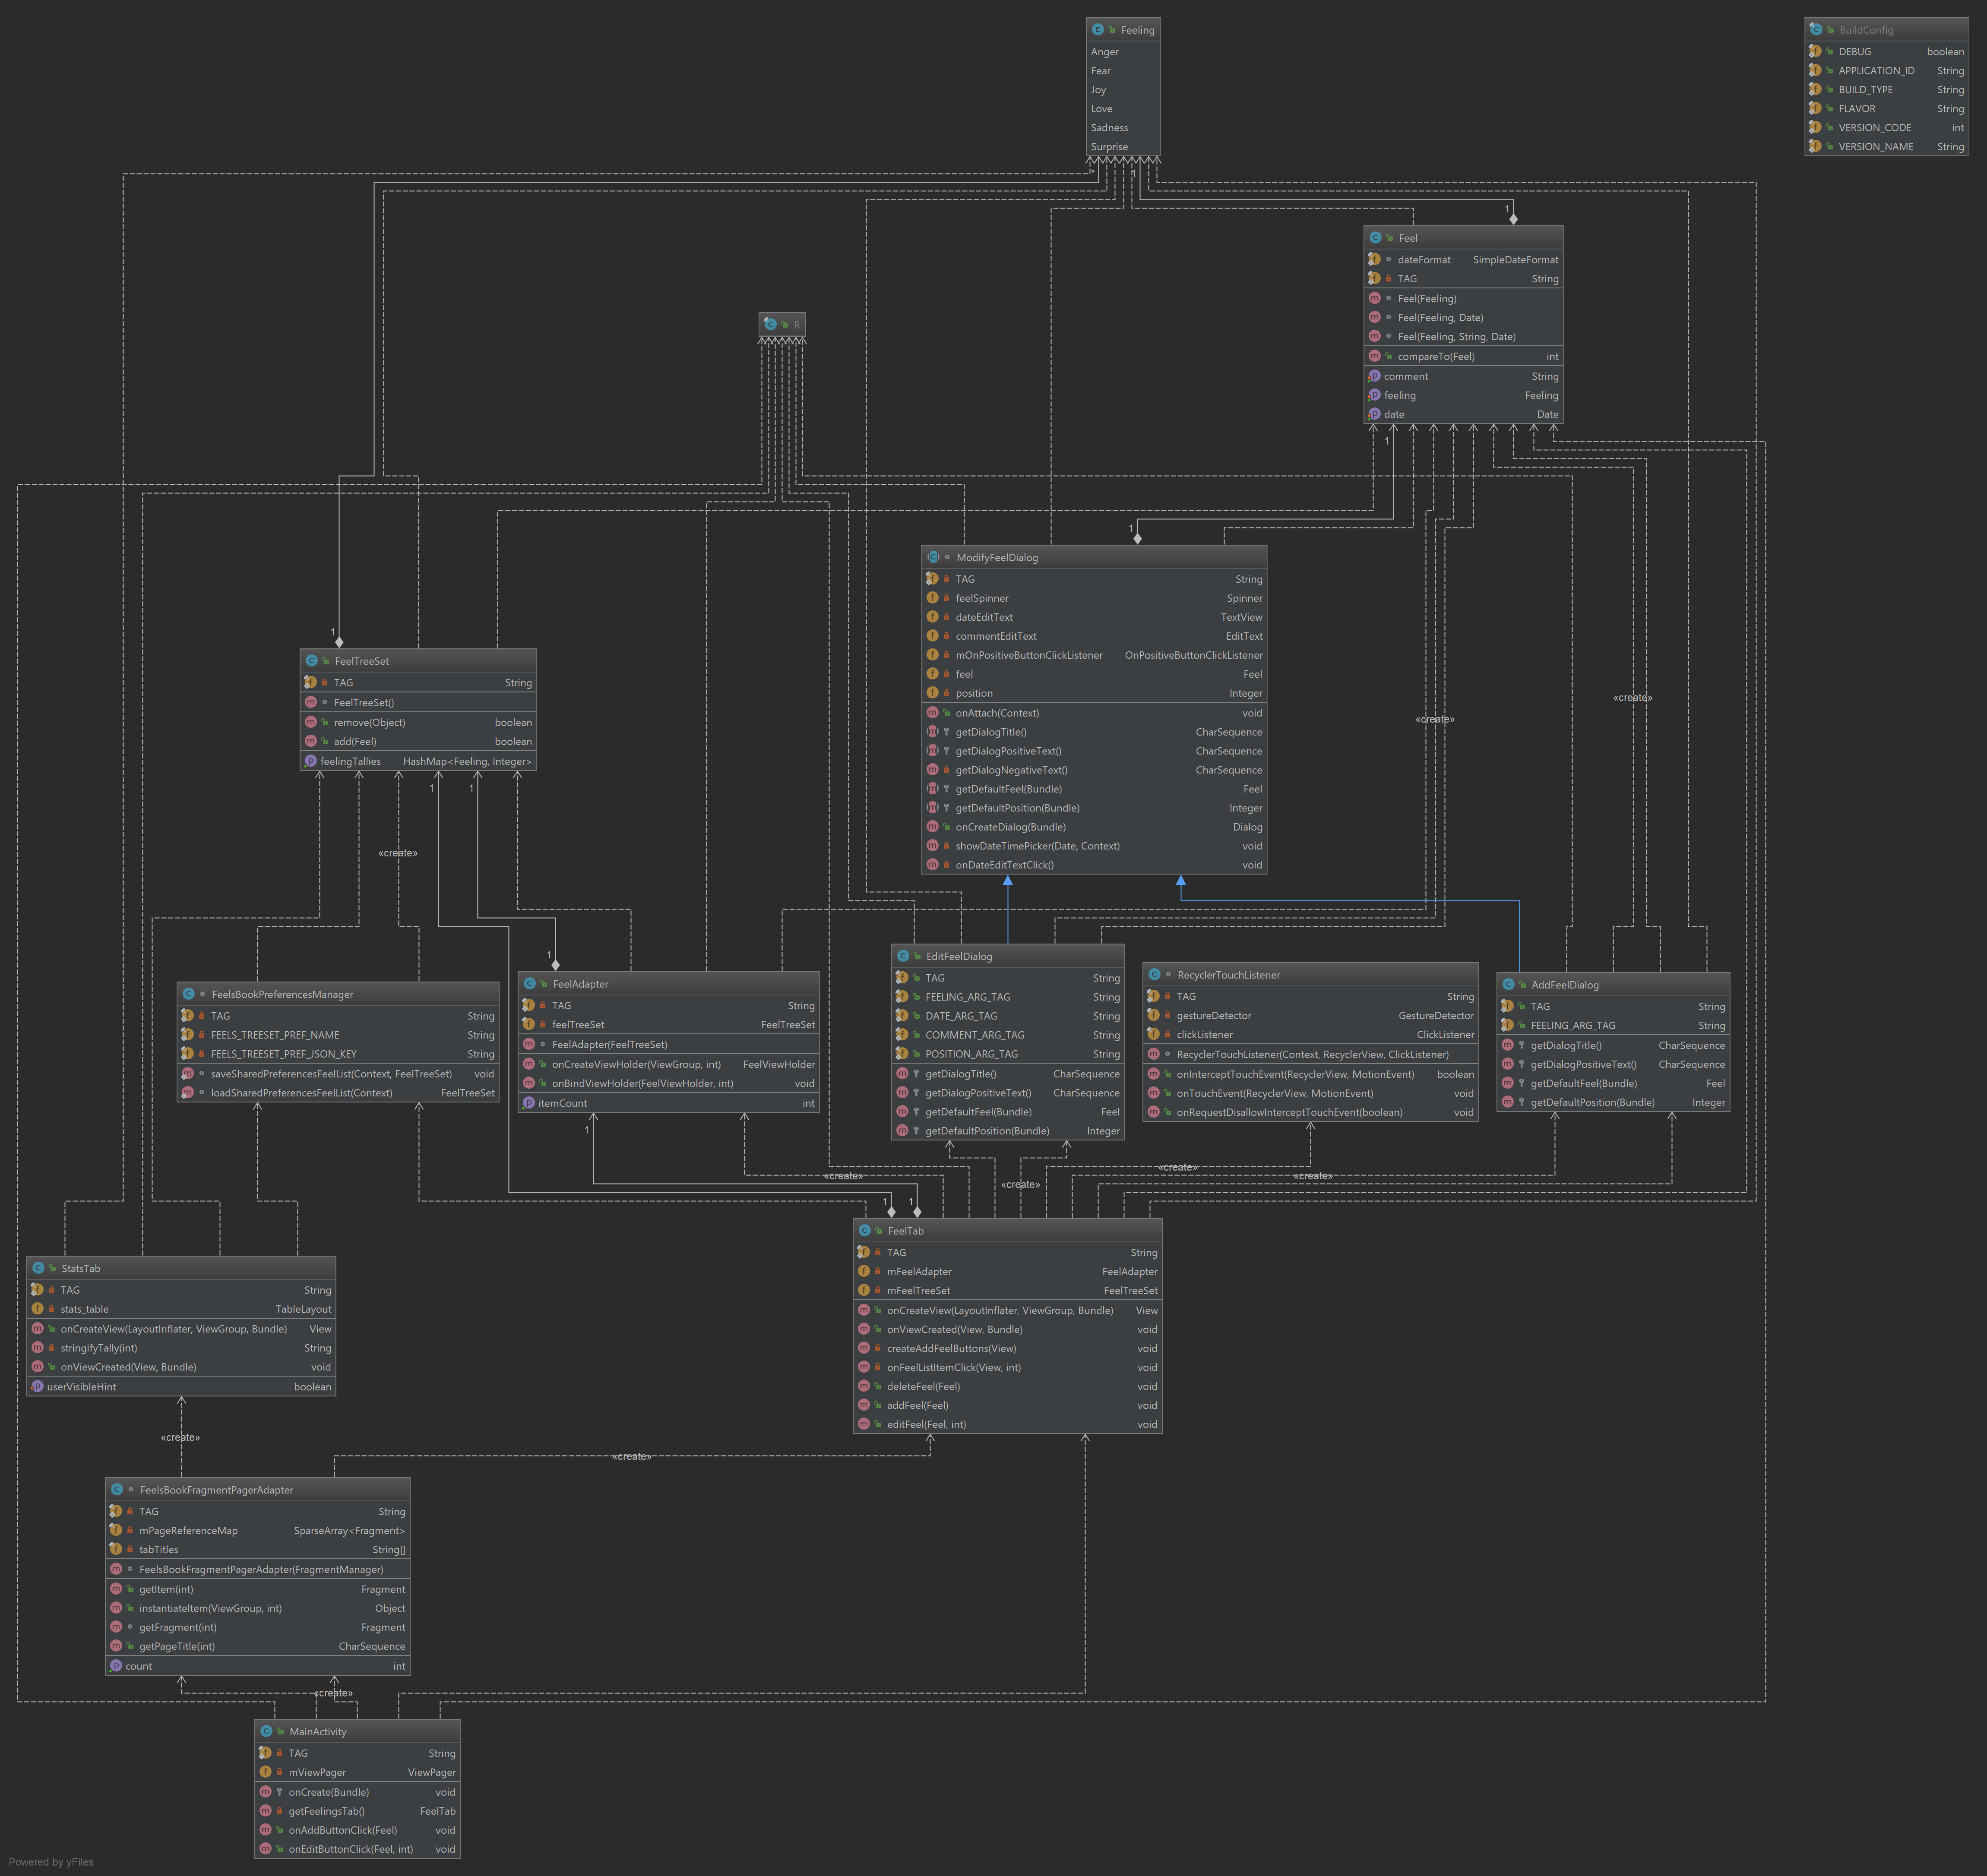 Feeling
Anger
Fear
Joy
Love
Sadness
Surprise
BuildConfig
DEBUG boolean
APPLICATION_ID String
BUILD_TYPE String
FLAVOR String
VERSION_CODE int
VERSION_NAME String
*
1
1
Feel
dateFormat SimpleDateFormat
TAG String
Feel(Feeling)
Feel(Feeling, Date)
Feel(Feeling, String, Date)
compareTo(Feel) int
comment String
feeling Feeling
date Date
R
1
1
ModifyFeelDialog
TAG String
feelSpinner Spinner
dateEditText TextView
commentEditText EditText
mOnPositiveButtonClickListener OnPositiveButtonClickListener
feel Feel
position Integer
onAttach(Context) void
getDialogTitle() CharSequence
getDialogPositiveText() CharSequence
getDialogNegativeText() CharSequence
getDefaultFeel(Bundle) Feel
getDefaultPosition(Bundle) Integer
onCreateDialog(Bundle) Dialog
showDateTimePicker(Date, Context) void
onDateEditTextClick() void
«create»
«create»
1
FeelTreeSet
TAG String
FeelTreeSet()
remove(Object) boolean
add(Feel) boolean
feelingTallies HashMap<Feeling, Integer>
1
1
«create»
FeelsBookPreferencesManager
TAG String
FEELS_TREESET_PREF_NAME String
FEELS_TREESET_PREF_JSON_KEY String
saveSharedPreferencesFeelList(Context, FeelTreeSet) void
loadSharedPreferencesFeelList(Context) FeelTreeSet
1
FeelAdapter
TAG String
feelTreeSet FeelTreeSet
FeelAdapter(FeelTreeSet)
onCreateViewHolder(ViewGroup, int) FeelViewHolder
onBindViewHolder(FeelViewHolder, int) void
itemCount int
EditFeelDialog
TAG String
FEELING_ARG_TAG String
DATE_ARG_TAG String
COMMENT_ARG_TAG String
POSITION_ARG_TAG String
getDialogTitle() CharSequence
getDialogPositiveText() CharSequence
getDefaultFeel(Bundle) Feel
getDefaultPosition(Bundle) Integer
RecyclerTouchListener
TAG String
gestureDetector GestureDetector
clickListener ClickListener
RecyclerTouchListener(Context, RecyclerView, ClickListener)
onInterceptTouchEvent(RecyclerView, MotionEvent) boolean
onTouchEvent(RecyclerView, MotionEvent) void
onRequestDisallowInterceptTouchEvent(boolean) void
AddFeelDialog
TAG String
FEELING_ARG_TAG String
getDialogTitle() CharSequence
getDialogPositiveText() CharSequence
getDefaultFeel(Bundle) Feel
getDefaultPosition(Bundle) Integer
1
«create»
«create»
«create»
«create»
1
1
FeelTab
TAG String
mFeelAdapter FeelAdapter
mFeelTreeSet FeelTreeSet
onCreateView(LayoutInflater, ViewGroup, Bundle) View
onViewCreated(View, Bundle) void
createAddFeelButtons(View) void
onFeelListItemClick(View, int) void
deleteFeel(Feel) void
addFeel(Feel) void
editFeel(Feel, int) void
StatsTab
TAG String
stats_table TableLayout
onCreateView(LayoutInflater, ViewGroup, Bundle) View
stringifyTally(int) String
onViewCreated(View, Bundle) void
userVisibleHint boolean
«create»
«create»
FeelsBookFragmentPagerAdapter
TAG String
mPageReferenceMap SparseArray<Fragment>
tabTitles String[]
FeelsBookFragmentPagerAdapter(FragmentManager)
getItem(int) Fragment
instantiateItem(ViewGroup, int) Object
getFragment(int) Fragment
getPageTitle(int) CharSequence
count int
«create»
MainActivity
TAG String
mViewPager ViewPager
onCreate(Bundle) void
getFeelingsTab() FeelTab
onAddButtonClick(Feel) void
onEditButtonClick(Feel, int) void
Powered by yFiles